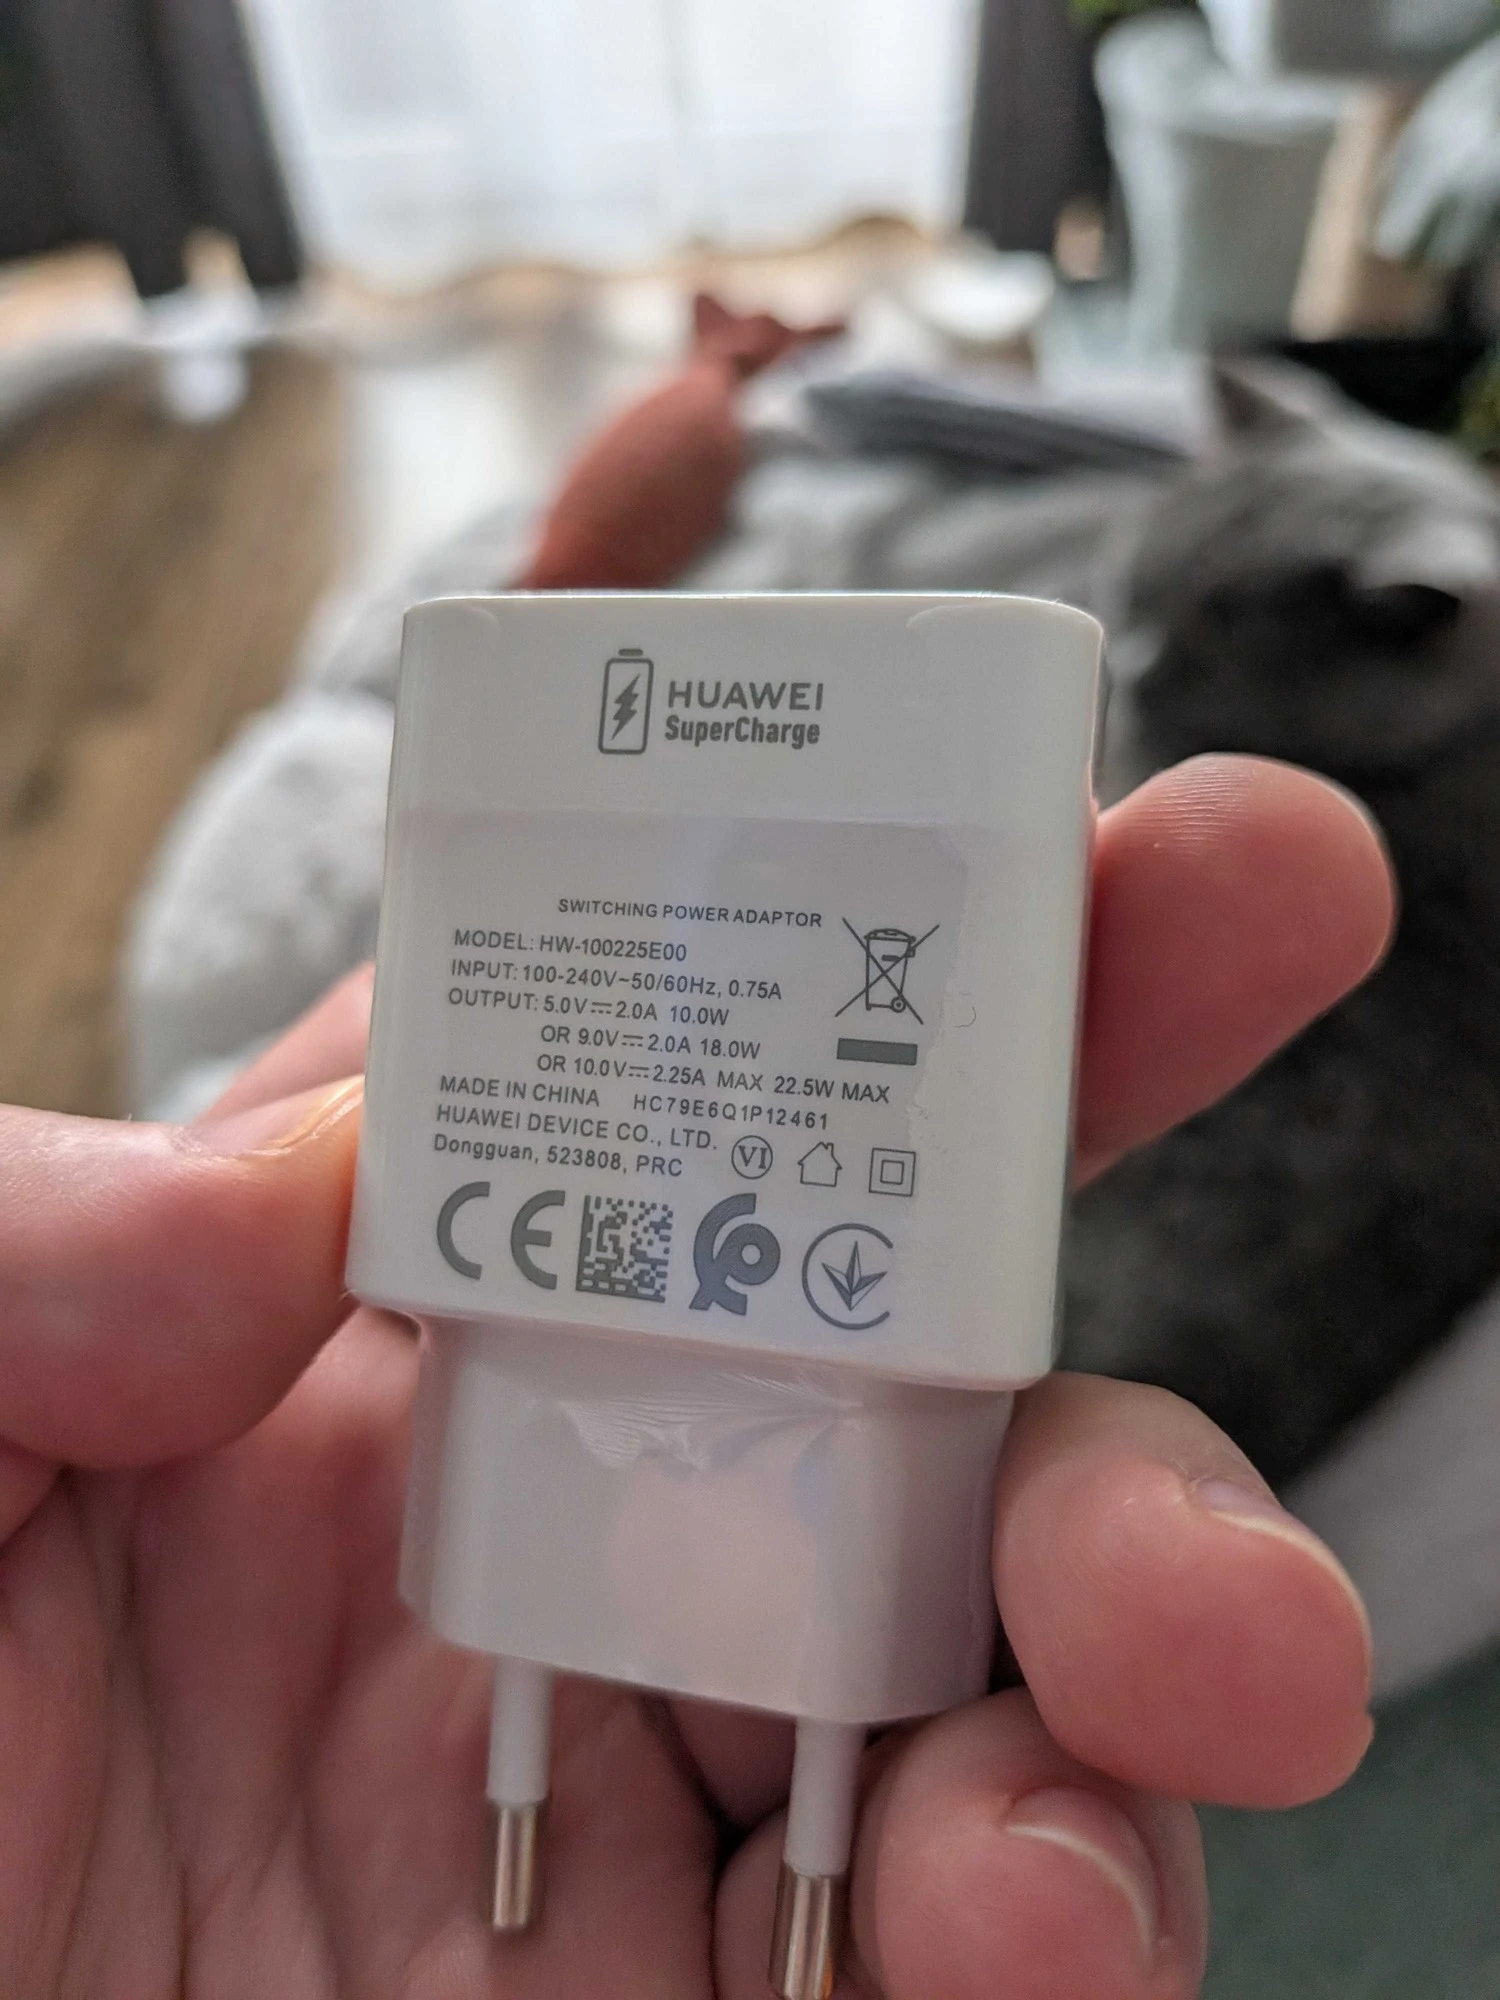 HUAWEI
SuperCharge
SWITCHING POWER ADAPTOR
MODEL: HW-100225E00
INPUT: 100-240V~50/60Hz, 0.75A
OUTPUT: 5.0V⎓2.0A 10.0W
OR 9.0V⎓2.0A 18.0W
OR 10.0V⎓2.25A MAX 22.5W MAX
MADE IN CHINA HC79E6Q1P12461
HUAWEI DEVICE CO., LTD.
Dongguan, 523808, PRC
VI
CE